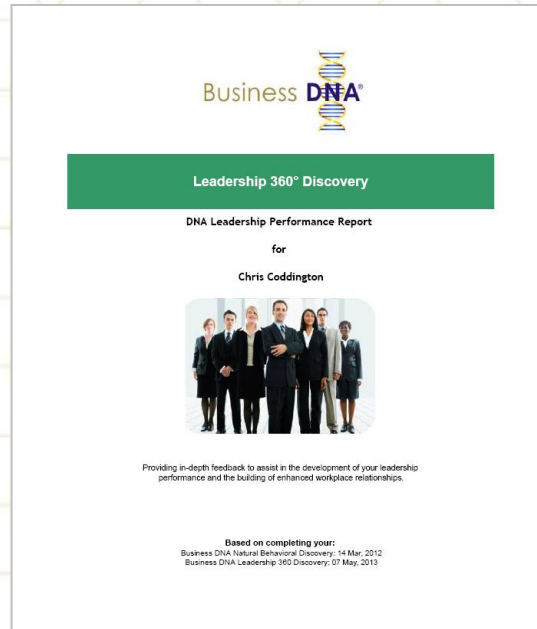 Business DNA®
Leadership 360° Discovery
DNA Leadership Performance Report
for
Chris Coddington
Providing in-depth feedback to assist in the development of your leadership
performance and the building of enhanced workplace relationships.
Based on completing your:
Business DNA Natural Behavioral Discovery: 14 Mar, 2012
Business DNA Leadership 360 Discovery: 07 May, 2013